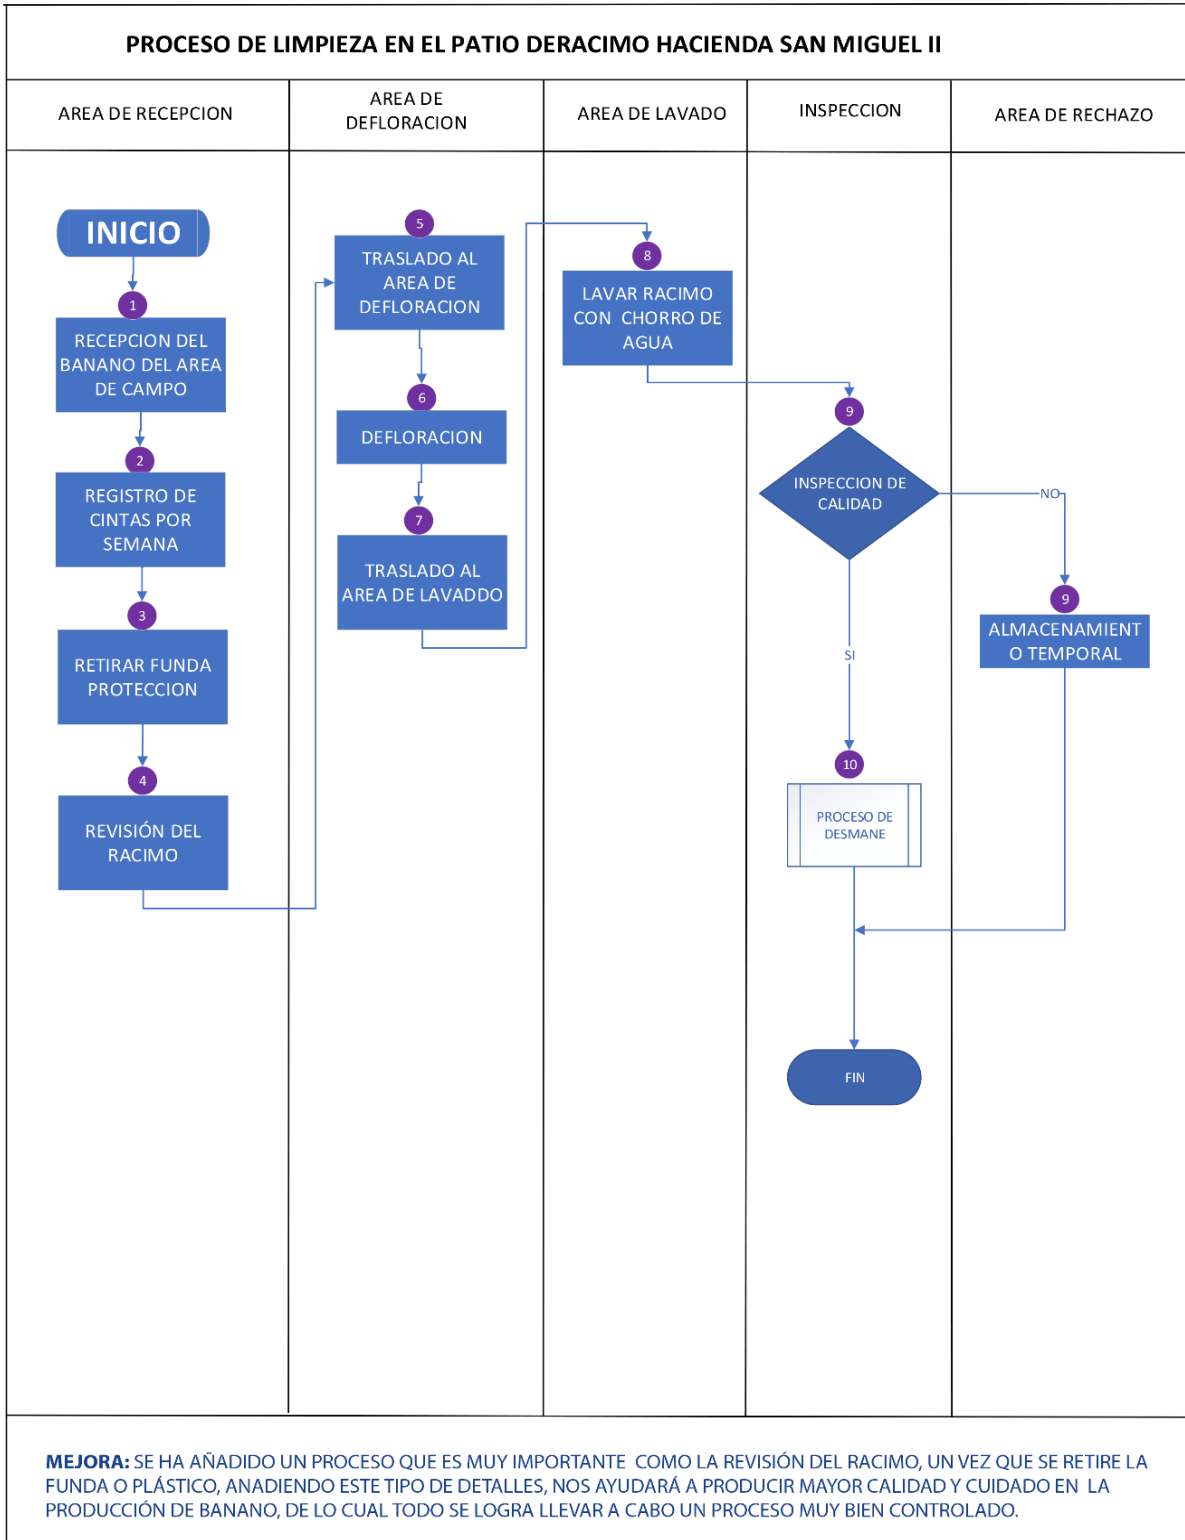 PROCESO DE LIMPIEZA EN EL PATIO DERACIMO HACIENDA SAN MIGUEL II
AREA DE RECEPCION
AREA DE
DEFLORACION
AREA DE LAVADO
INSPECCION
AREA DE RECHAZO
INICIO
1
RECEPCION DEL
BANANO DEL AREA
DE CAMPO
2
REGISTRO DE
CINTAS POR
SEMANA
3
RETIRAR FUNDA
PROTECCION
4
REVISIÓN DEL
RACIMO
5
TRASLADO AL
AREA DE
DEFLORACION
6
DEFLORACION
7
TRASLADO AL
AREA DE LAVADDO
8
LAVAR RACIMO
CON CHORRO DE
AGUA
9
INSPECCION DE
CALIDAD
NO
SI
9
ALMACENAMIENT
O TEMPORAL
10
PROCESO DE
DESMANE
FIN
MEJORA: SE HA AÑADIDO UN PROCESO QUE ES MUY IMPORTANTE COMO LA REVISIÓN DEL RACIMO, UN VEZ QUE SE RETIRE LA
FUNDA O PLÁSTICO, ANADIENDO ESTE TIPO DE DETALLES, NOS AYUDARÁ A PRODUCIR MAYOR CALIDAD Y CUIDADO EN LA
PRODUCCIÓN DE BANANO, DE LO CUAL TODO SE LOGRA LLEVAR A CABO UN PROCESO MUY BIEN CONTROLADO.